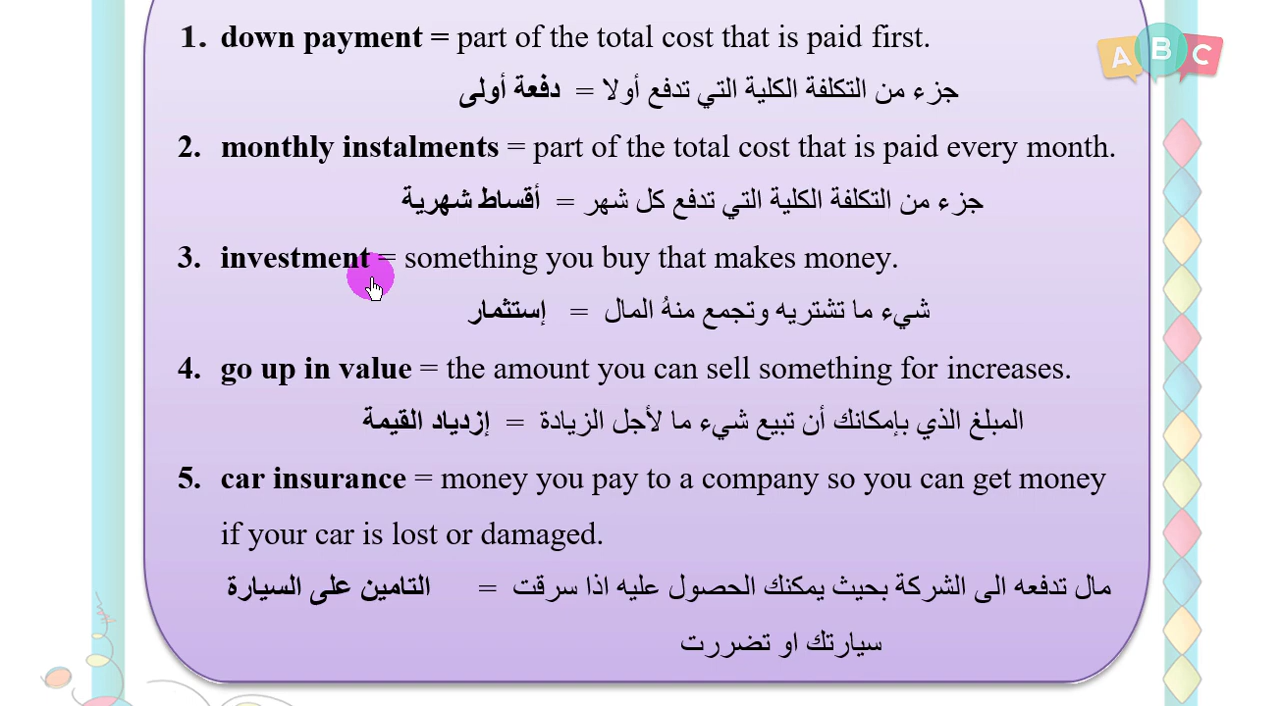 1. down payment = part of the total cost that is paid first.
جزء من التكلفة الكلية التي تدفع أولا = دفعة أولى
2. monthly instalments = part of the total cost that is paid every month.
جزء من التكلفة الكلية التي تدفع كل شهر = أقساط شهرية
3. investment = something you buy that makes money.
شيء ما تشتريه وتجمع منهُ المال = إستثمار
4. go up in value = the amount you can sell something for increases.
المبلغ الذي بإمكانك أن تبيع شيء ما لأجل الزيادة = إزدياد القيمة
5. car insurance = money you pay to a company so you can get money
if your car is lost or damaged.
مال تدفعه الى الشركة بحيث يمكنك الحصول عليه اذا سرقت = التامين على السيارة
سيارتك او تضررت
A B C